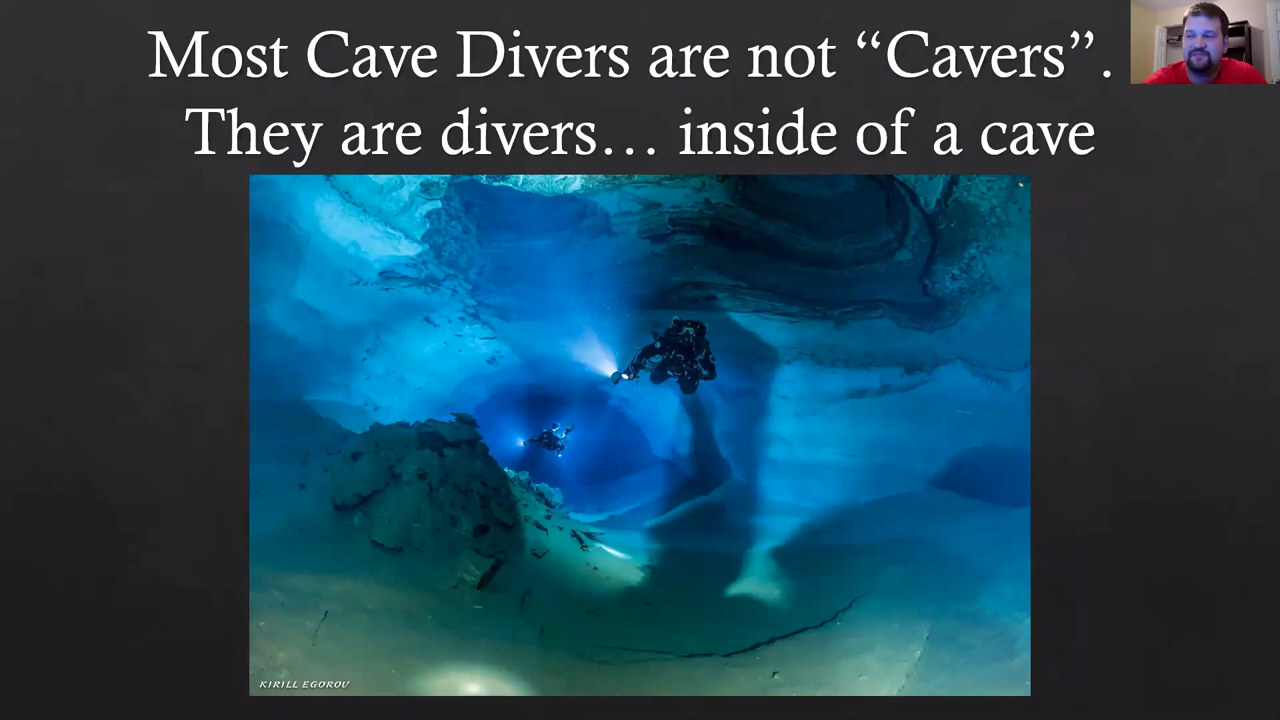 Most Cave Divers are not “Cavers”.
They are divers… inside of a cave
KIRILL EGOROV